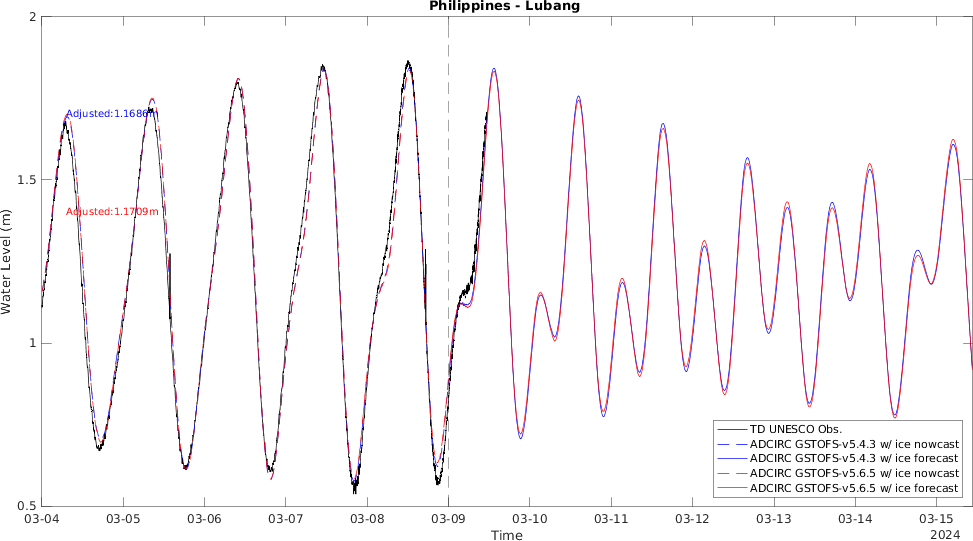 Philippines - Lubang
2
1.5
1
0.5
Water Level (m)
Adjusted:1.1686m
Adjusted:1.1709m
TD UNESCO Obs.
ADCIRC GSTOFS-v5.4.3 w/ ice nowcast
ADCIRC GSTOFS-v5.4.3 w/ ice forecast
ADCIRC GSTOFS-v5.6.5 w/ ice nowcast
ADCIRC GSTOFS-v5.6.5 w/ ice forecast
03-04 03-05 03-06 03-07 03-08 03-09 03-10 03-11 03-12 03-13 03-14 03-15
Time
2024